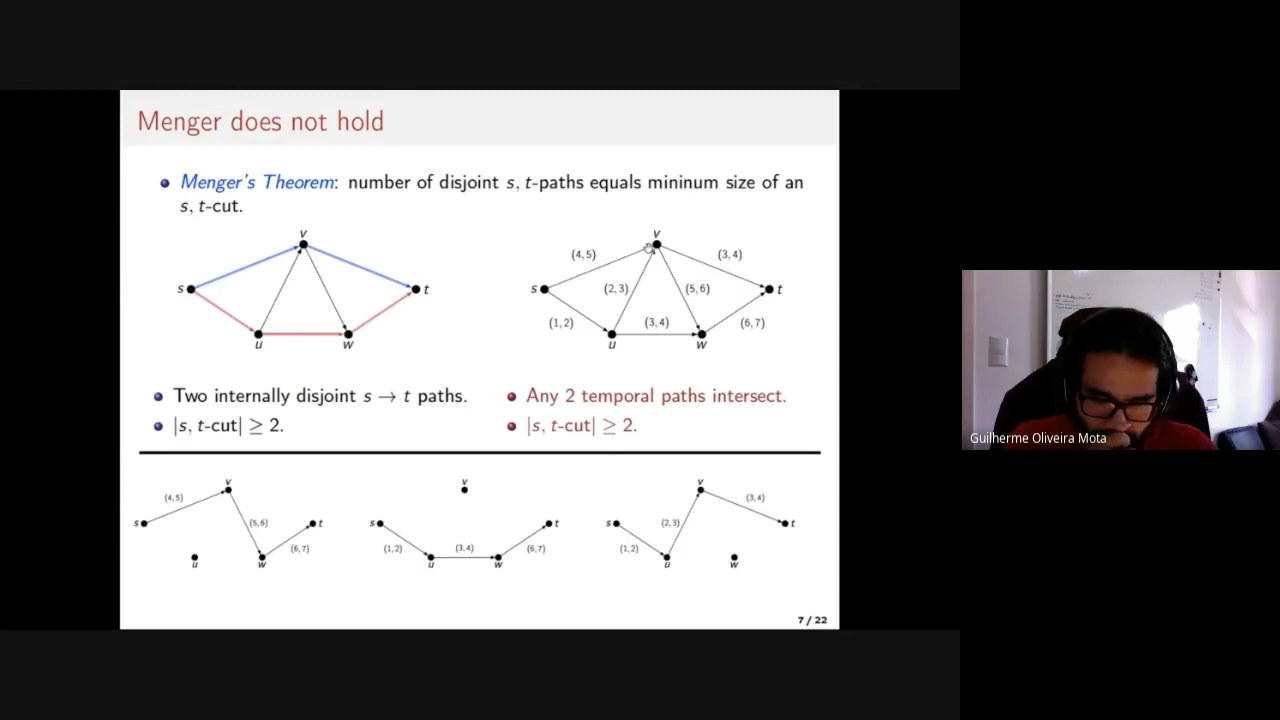 Menger does not hold
Menger's Theorem: number of disjoint s, t-paths equals mininum size of an
s, t-cut.
v
s
t
u
w
v
(4, 5)
(3, 4)
s
(2, 3)
(5, 6)
t
(1, 2)
(3, 4)
(6, 7)
u
w
Two internally disjoint s → t paths.
|s, t-cut| ≥ 2.
Any 2 temporal paths intersect.
|s, t-cut| ≥ 2.
v
(4, 5)
s
(5, 6)
t
(6, 7)
u
w
v
s
t
(1, 2)
(3, 4)
(6, 7)
u
w
v
(3, 4)
s
(2, 3)
t
(1, 2)
u
w
7 / 22
Guilherme Oliveira Mota